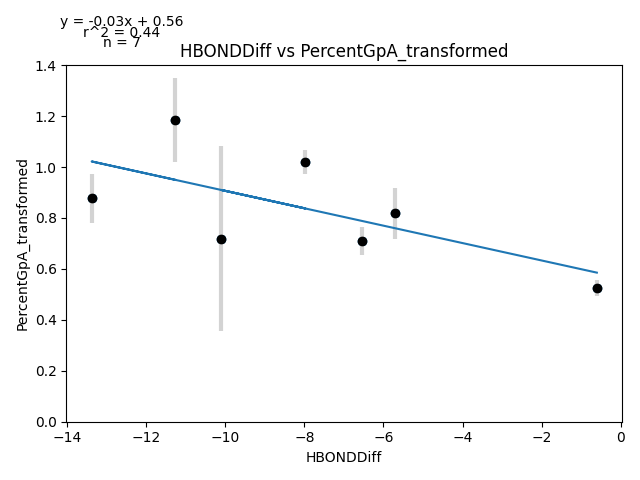 y = -0.03x + 0.56
r^2 = 0.44
n = 7
HBONDDiff vs PercentGpA_transformed
PercentGpA_transformed
1.4
1.2
1.0
0.8
0.6
0.4
0.2
0.0
−14
−12
−10
−8
−6
−4
−2
0
HBONDDiff